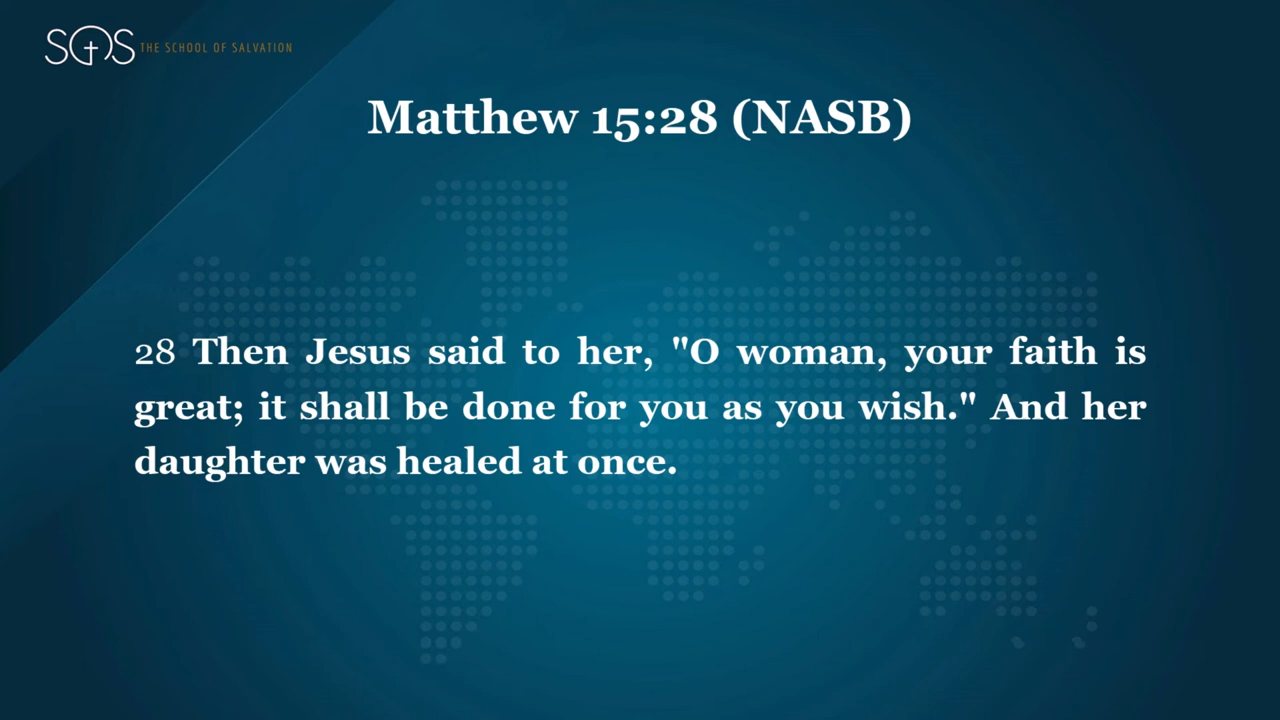 SOS THE SCHOOL OF SALVATION
Matthew 15:28 (NASB)
28 Then Jesus said to her, "O woman, your faith is
great; it shall be done for you as you wish." And her
daughter was healed at once.